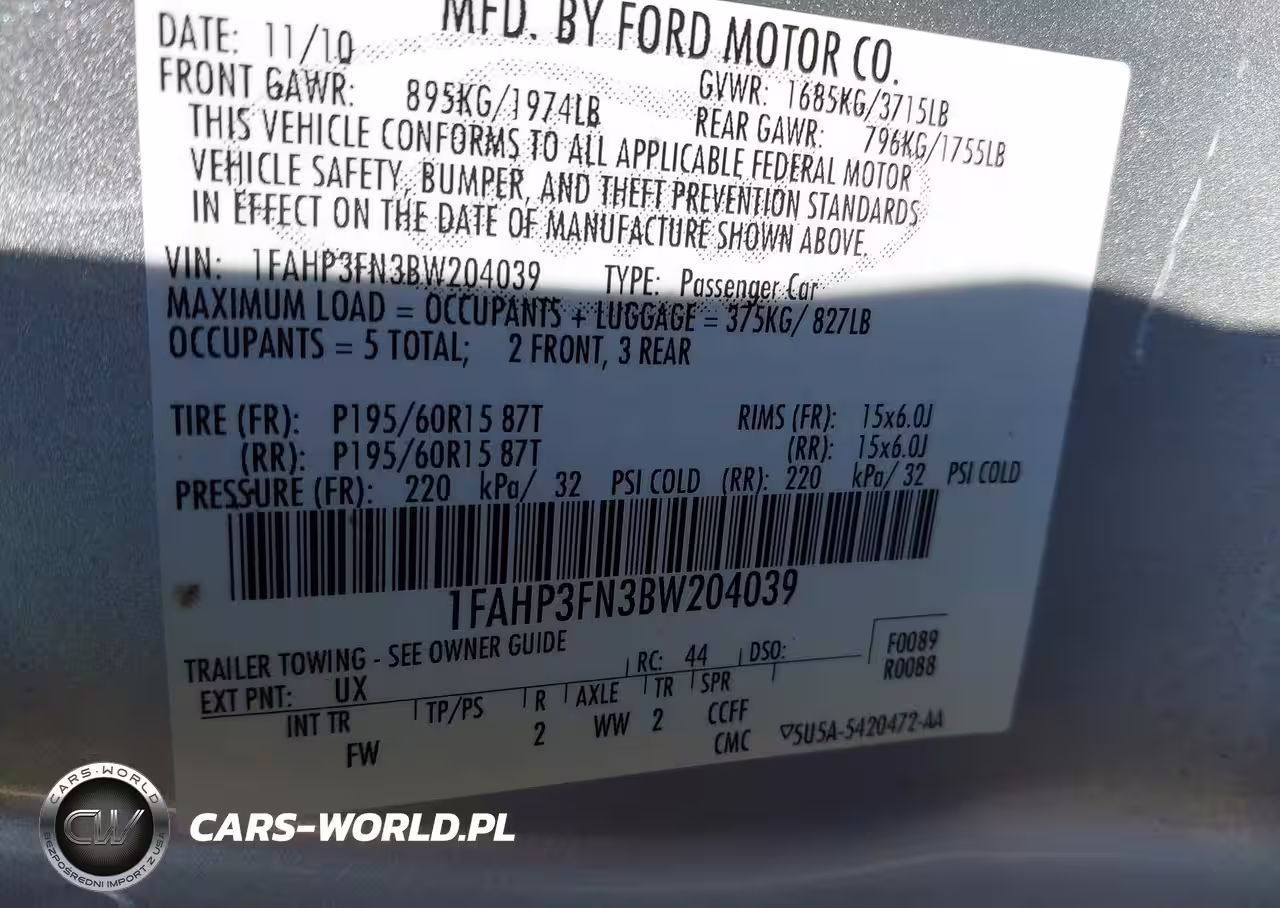 MFD. BY FORD MOTOR CO.
DATE: 11/10
GVWR: 1685KG/3715LB
FRONT GAWR: 895KG/1974LB
REAR GAWR: 796KG/1755LB
THIS VEHICLE CONFORMS TO ALL APPLICABLE FEDERAL MOTOR
VEHICLE SAFETY, BUMPER, AND THEFT PREVENTION STANDARDS
IN EFFECT ON THE DATE OF MANUFACTURE SHOWN ABOVE.
VIN: 1FAHP3FN3BW204039 TYPE: Passenger Car
MAXIMUM LOAD = OCCUPANTS + LUGGAGE = 375KG/ 827LB
OCCUPANTS = 5 TOTAL; 2 FRONT, 3 REAR
TIRE (FR): P195/60R15 87T RIMS (FR): 15x6.0J
(RR): P195/60R15 87T (RR): 15x6.0J
PRESSURE (FR): 220 kPa/ 32 PSI COLD (RR): 220 kPa/ 32 PSI COLD
1FAHP3FN3BW204039
TRAILER TOWING - SEE OWNER GUIDE
EXT PNT: UX RC: 44 DSO: F0089
R0088
INT TR TP/PS R AXLE TR SPR
FW 2 WW 2 CCFF
CMC
5U5A-5420472-AA
CARS-WORLD
CW
BEZPOŚREDNI IMPORT Z USA
CARS-WORLD.PL